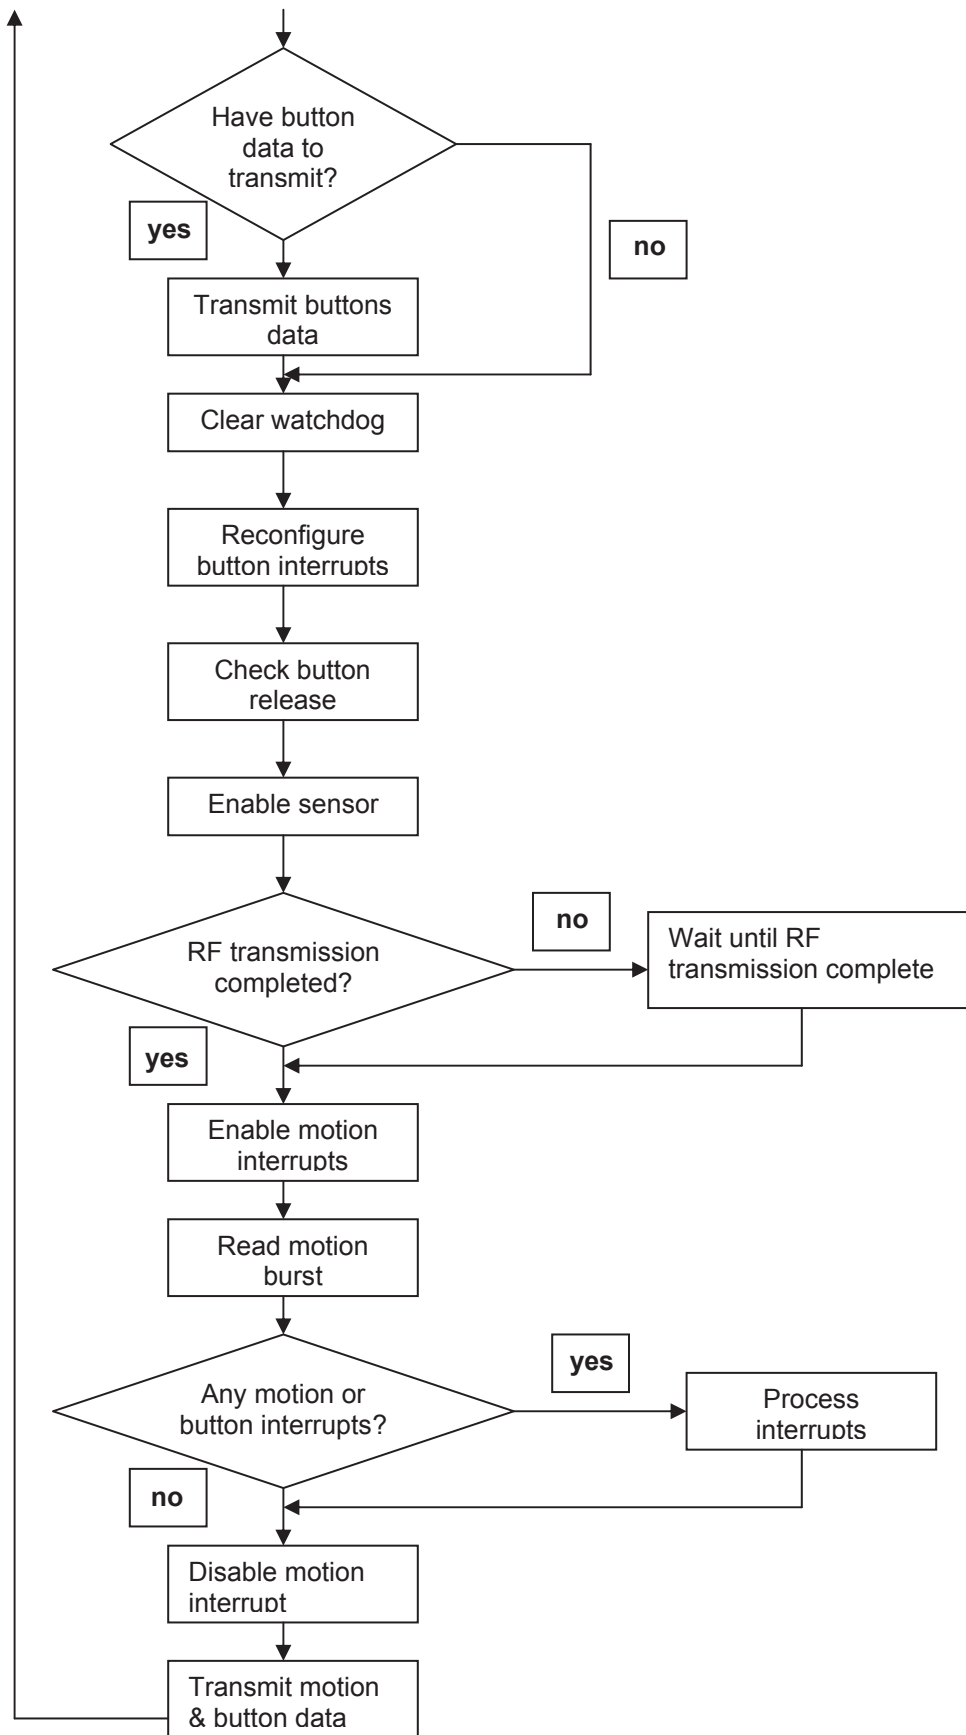 Have button
data to
transmit?
yes
no
Transmit buttons
data
Clear watchdog
Reconfigure
button interrupts
Check button
release
Enable sensor
RF transmission
completed?
no
Wait until RF
transmission complete
yes
Enable motion
interrupts
Read motion
burst
Any motion or
button interrupts?
yes
Process
interrupts
no
Disable motion
interrupt
Transmit motion
& button data